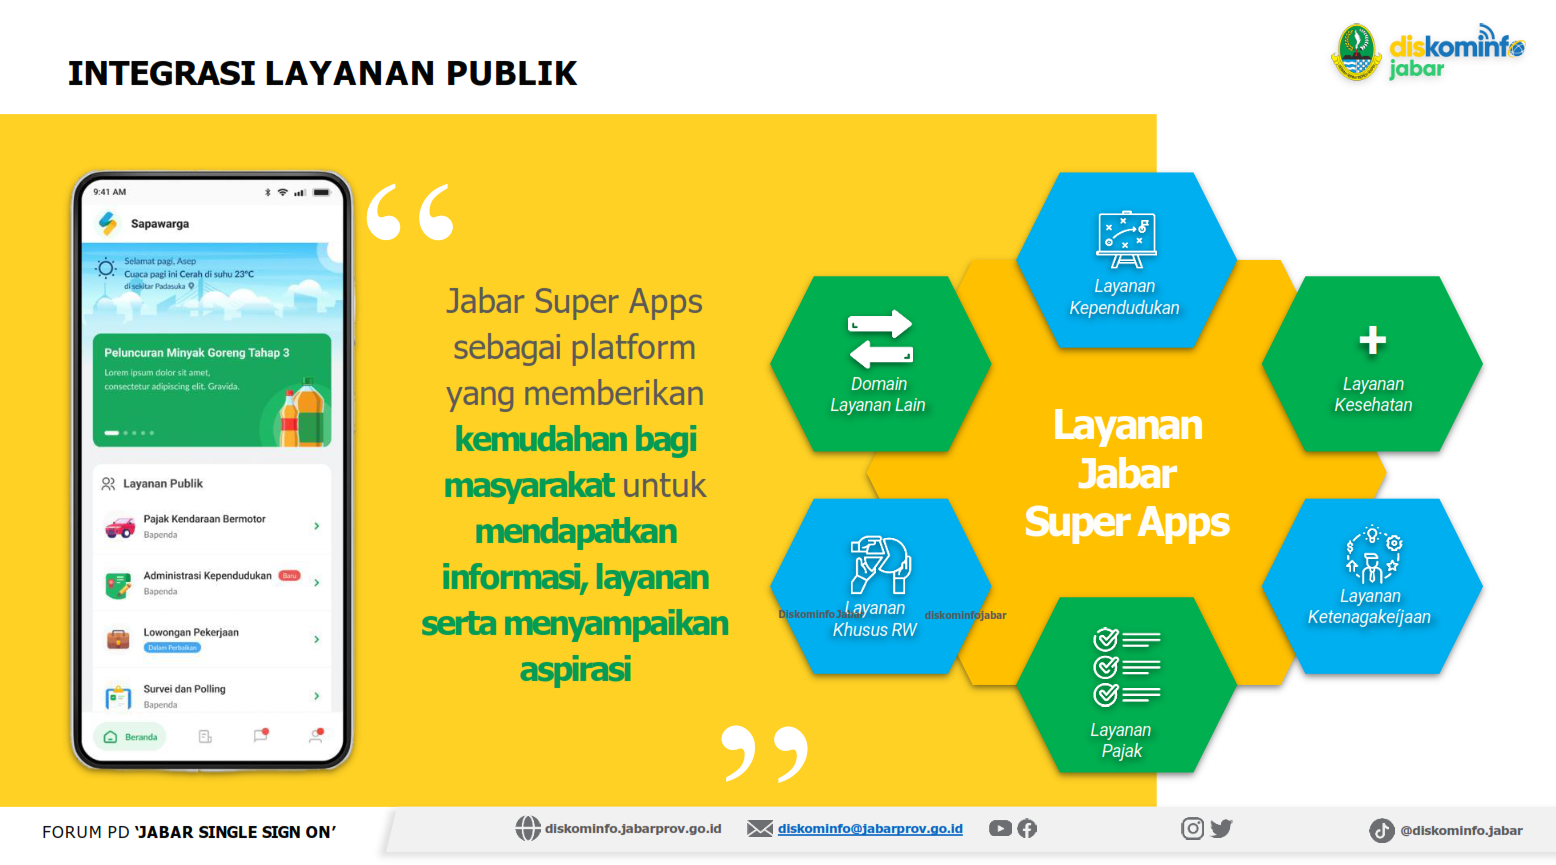 INTEGRASI LAYANAN PUBLIK
diskominfo
jabar
9:41 AM
Sapawarga
Selamat pagi, Asep
Cuaca pagi ini Cerah di suhu 23°C
di sekitar Padasuka
Peluncuran Minyak Goreng Tahap 3
Lorem ipsum dolor sit amet,
consectetur adipiscing elit. Gravida.
Layanan Publik
Pajak Kendaraan Bermotor
Bapenda
Administrasi Kependudukan Baru
Bapenda
Lowongan Pekerjaan
Dalam Perbaikan
Survei dan Polling
Bapenda
Beranda
“
Jabar Super Apps
sebagai platform
yang memberikan
kemudahan bagi
masyarakat untuk
mendapatkan
informasi, layanan
serta menyampaikan
aspirasi
”
Layanan
Kependudukan
Domain
Layanan Lain
Layanan
Kesehatan
Layanan
Jabar
Super Apps
Layanan
Khusus RW
Diskominfo Jabar
diskominfojabar
Layanan
Ketenagakeijaan
Layanan
Pajak
FORUM PD ‘JABAR SINGLE SIGN ON’
diskominfo.jabarprov.go.id
diskominfo@jabarprov.go.id
@diskominfo.jabar